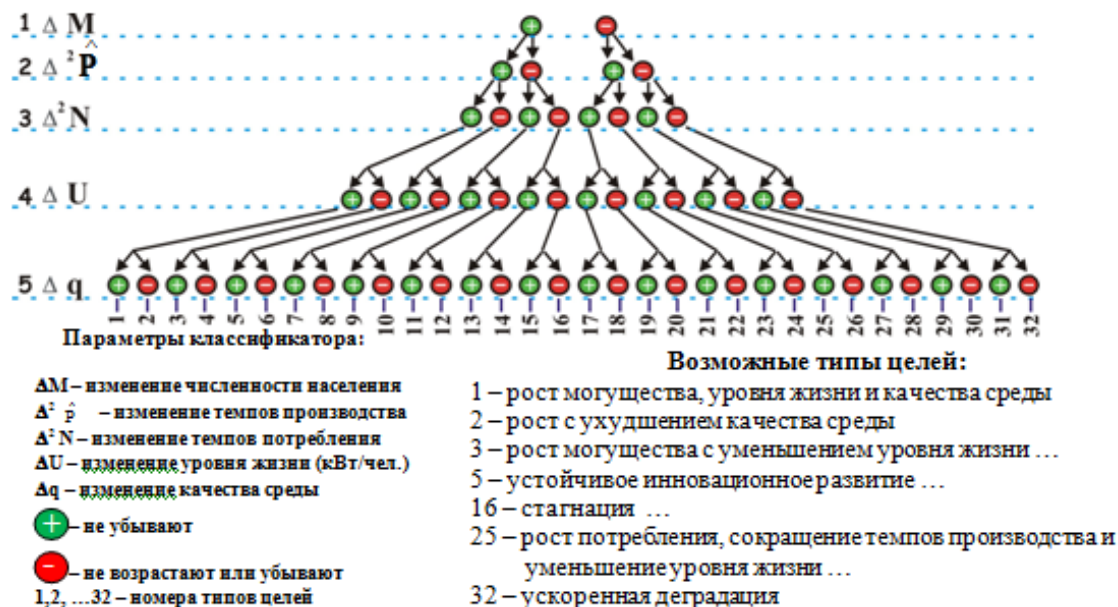 1 Δ M
2 Δ ² P̂
3 Δ² N
4 Δ U
5 Δ q
1 2 3 4 5 6 7 8 9 10 11 12 13 14 15 16 17 18 19 20 21 22 23 24 25 26 27 28 29 30 31 32
Параметры классификатора:
ΔM – изменение численности населения
Δ² P̂ – изменение темпов производства
Δ² N – изменение темпов потребления
ΔU – изменение уровня жизни (кВт/чел.)
Δq – изменение качества среды
+ – не убывают
– – не возрастают или убывают
1,2, …32 – номера типов целей
Возможные типы целей:
1 – рост могущества, уровня жизни и качества среды
2 – рост с ухудшением качества среды
3 – рост могущества с уменьшением уровня жизни …
5 – устойчивое инновационное развитие …
16 – стагнация …
25 – рост потребления, сокращение темпов производства и
уменьшение уровня жизни …
32 – ускоренная деградация